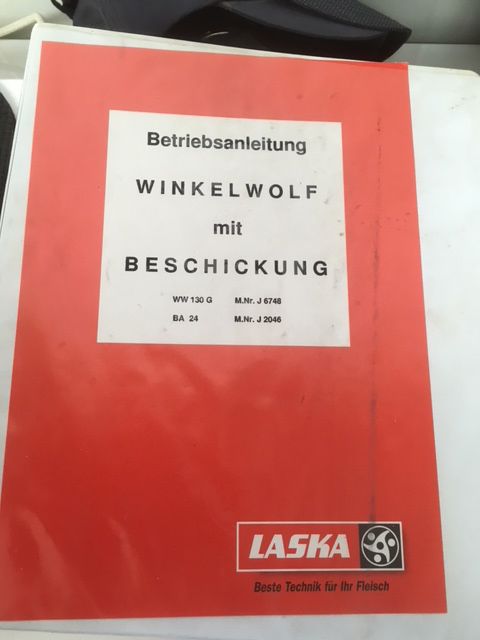 Betriebsanleitung
WINKELWOLF
mit
BESCHICKUNG
WW 130 G M.Nr. J 6748
BA 24 M.Nr. J 2046
LASKA
Beste Technik für Ihr Fleisch